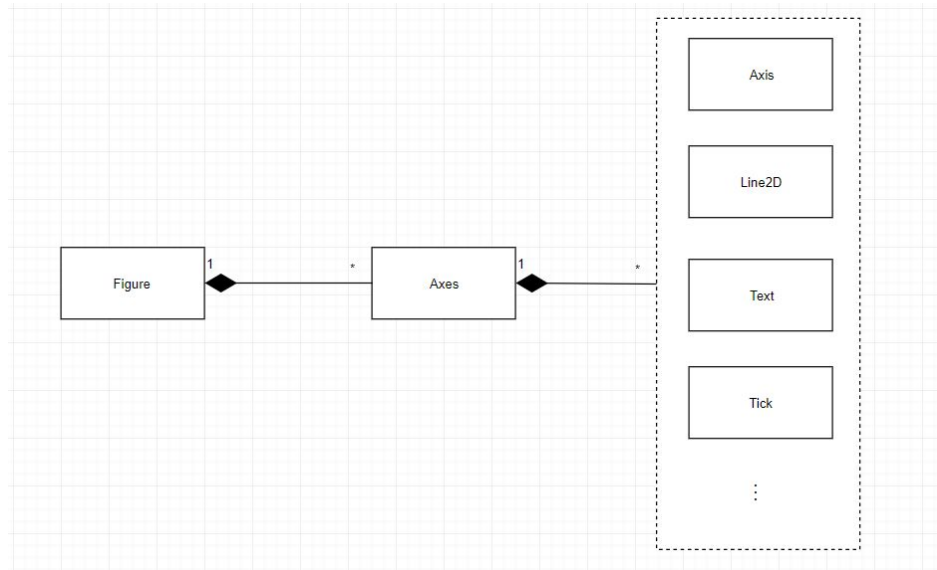 Figure
1
*
Axes
1
*
Axis
Line2D
Text
Tick
⋮